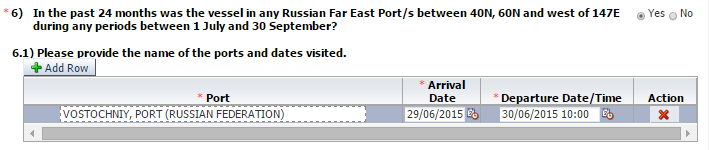 * 6) In the past 24 months was the vessel in any Russian Far East Port/s between 40N, 60N and west of 147E Yes No
during any periods between 1 July and 30 September?
6.1) Please provide the name of the ports and dates visited.
Add Row
* Port * Arrival Date * Departure Date/Time Action
VOSTOCHNIY, PORT (RUSSIAN FEDERATION) 29/06/2015 30/06/2015 10:00